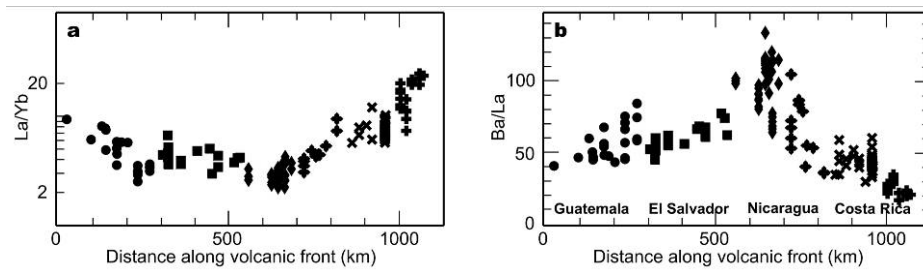 a
La/Yb
20
2
0
500
1000
Distance along volcanic front (km)
b
Ba/La
100
50
0
Guatemala El Salvador Nicaragua Costa Rica
0
500
1000
Distance along volcanic front (km)